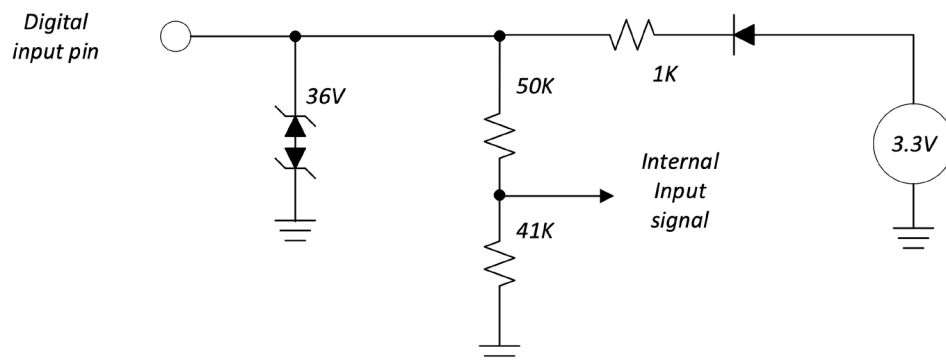 Digital
input pin
36V
50K
1K
3.3V
Internal
Input
signal
41K